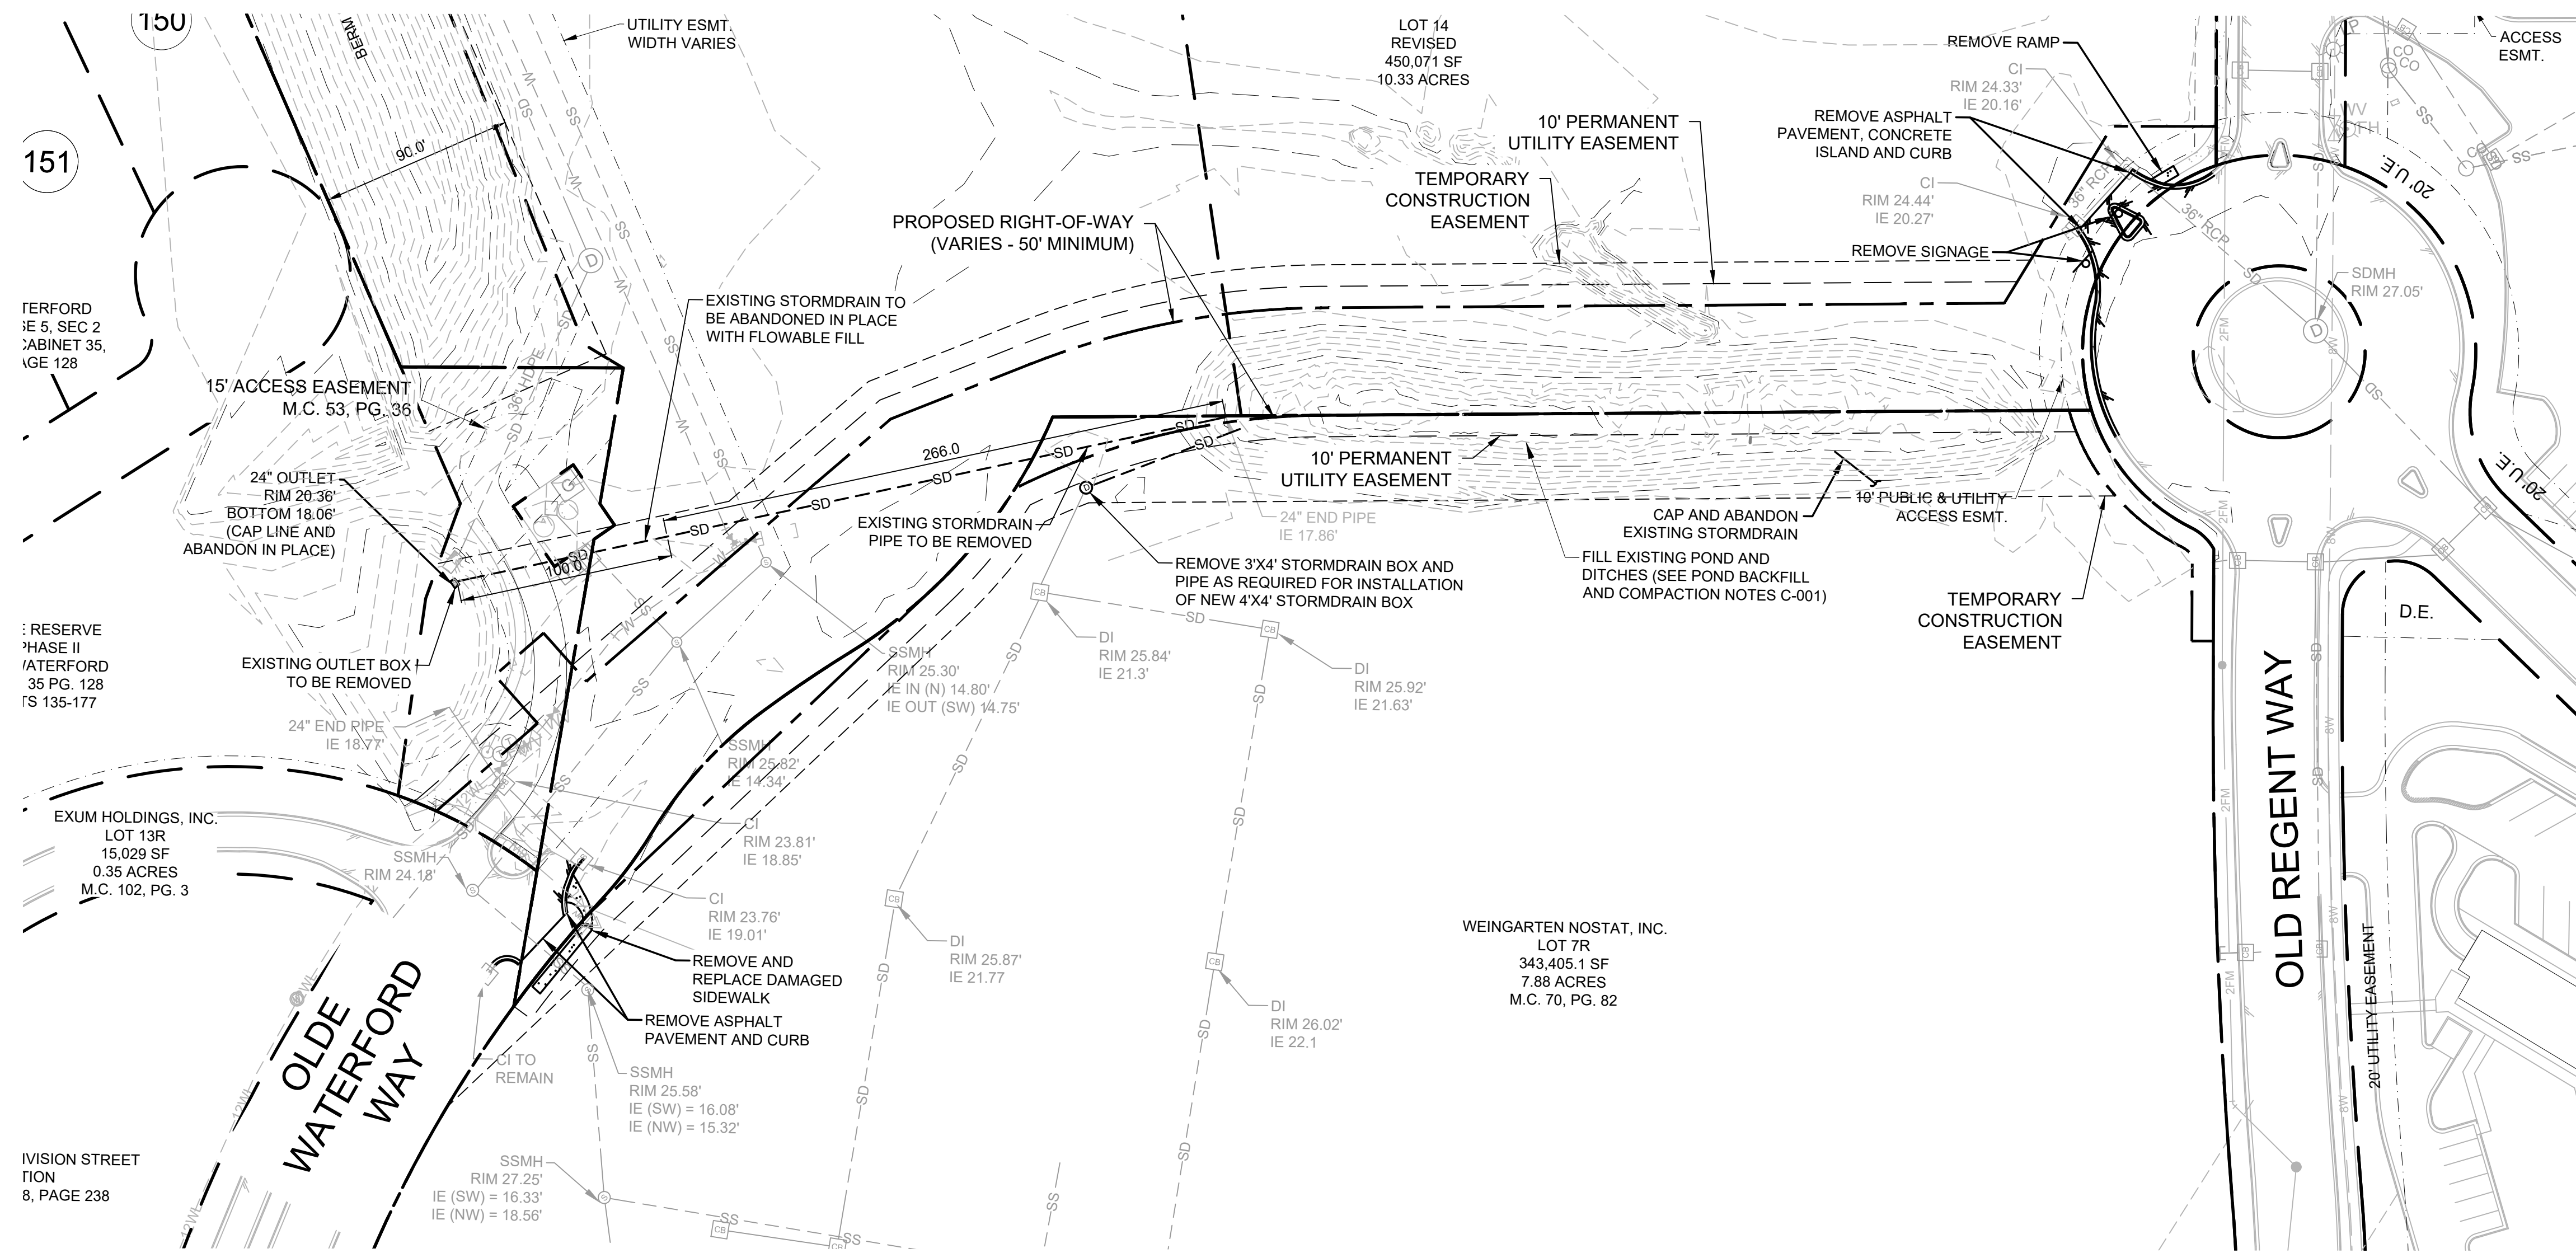 150
151
BERM
90.0'
UTILITY ESMT.
WIDTH VARIES
LOT 14
REVISED
450,071 SF
10.33 ACRES
REMOVE RAMP
CI
RIM 24.33'
IE 20.16'
ACCESS
ESMT.
10' PERMANENT
UTILITY EASEMENT
REMOVE ASPHALT
PAVEMENT, CONCRETE
ISLAND AND CURB
TEMPORARY
CONSTRUCTION
EASEMENT
CI
RIM 24.44'
IE 20.27'
36" RCP
36" RCP
20' U.E.
PROPOSED RIGHT-OF-WAY
(VARIES - 50' MINIMUM)
REMOVE SIGNAGE
SDMH
RIM 27.05'
EXISTING STORMDRAIN TO
BE ABANDONED IN PLACE
WITH FLOWABLE FILL
TERFORD
SE 5, SEC 2
CABINET 35,
AGE 128
15' ACCESS EASEMENT
M.C. 53, PG. 36
SD
36" HDPE
266.0
100.0
24" OUTLET
RIM 20.36'
BOTTOM 18.06'
(CAP LINE AND
ABANDON IN PLACE)
10' PERMANENT
UTILITY EASEMENT
20' U.E.
10' PUBLIC & UTILITY
ACCESS ESMT.
EXISTING STORMDRAIN
PIPE TO BE REMOVED
24" END PIPE
IE 17.86'
CAP AND ABANDON
EXISTING STORMDRAIN
REMOVE 3'X4' STORMDRAIN BOX AND
PIPE AS REQUIRED FOR INSTALLATION
OF NEW 4'X4' STORMDRAIN BOX
FILL EXISTING POND AND
DITCHES (SEE POND BACKFILL
AND COMPACTION NOTES C-001)
TEMPORARY
CONSTRUCTION
EASEMENT
D.E.
E RESERVE
PHASE II
WATERFORD
35 PG. 128
TS 135-177
EXISTING OUTLET BOX
TO BE REMOVED
SSMH
RIM 25.30'
IE IN (N) 14.80'
IE OUT (SW) 14.75'
DI
RIM 25.84'
IE 21.3'
DI
RIM 25.92'
IE 21.63'
24" END PIPE
IE 18.77'
SSMH
RIM 25.82'
IE 14.34'
EXUM HOLDINGS, INC.
LOT 13R
15,029 SF
0.35 ACRES
M.C. 102, PG. 3
CI
RIM 23.81'
IE 18.85'
SSMH
RIM 24.18'
CI
RIM 23.76'
IE 19.01'
DI
RIM 25.87'
IE 21.77
WEINGARTEN NOSTAT, INC.
LOT 7R
343,405.1 SF
7.88 ACRES
M.C. 70, PG. 82
REMOVE AND
REPLACE DAMAGED
SIDEWALK
REMOVE ASPHALT
PAVEMENT AND CURB
DI
RIM 26.02'
IE 22.1
OLD REGENT WAY
20' UTILITY EASEMENT
OLDE
WATERFORD
WAY
CI TO
REMAIN
SSMH
RIM 25.58'
IE (SW) = 16.08'
IE (NW) = 15.32'
SSMH
RIM 27.25'
IE (SW) = 16.33'
IE (NW) = 18.56'
IVISION STREET
TION
8, PAGE 238